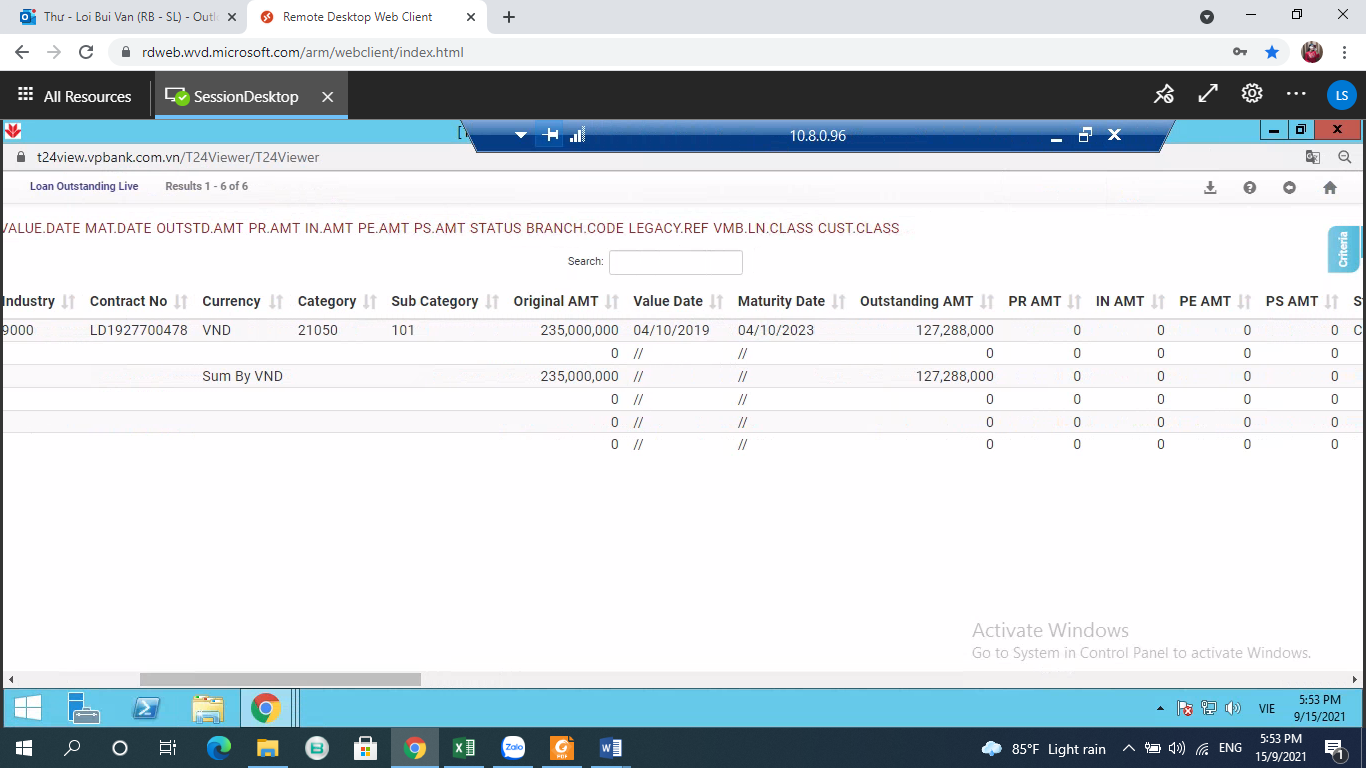 Thư - Loi Bui Van (RB - SL) - Outl
Remote Desktop Web Client
rdweb.wvd.microsoft.com/arm/webclient/index.html
All Resources
SessionDesktop
LS
10.8.0.96
t24view.vpbank.com.vn/T24Viewer/T24Viewer
Loan Outstanding Live Results 1 - 6 of 6
VALUE.DATE MAT.DATE OUTSTD.AMT PR.AMT IN.AMT PE.AMT PS.AMT STATUS BRANCH.CODE LEGACY.REF VMB.LN.CLASS CUST.CLASS
Criteria
Search:
Industry Contract No Currency Category Sub Category Original AMT Value Date Maturity Date Outstanding AMT PR AMT IN AMT PE AMT PS AMT S
9000 LD1927700478 VND 21050 101 235,000,000 04/10/2019 04/10/2023 127,288,000 0 0 0 0 C
0 // // 0 0 0 0 0
Sum By VND 235,000,000 // // 127,288,000 0 0 0 0
0 // // 0 0 0 0 0
0 // // 0 0 0 0 0
0 // // 0 0 0 0 0
Activate Windows
Go to System in Control Panel to activate Windows.
VIE
5:53 PM
9/15/2021
Zalo
PDF
85°F Light rain
ENG
5:53 PM
15/9/2021
1